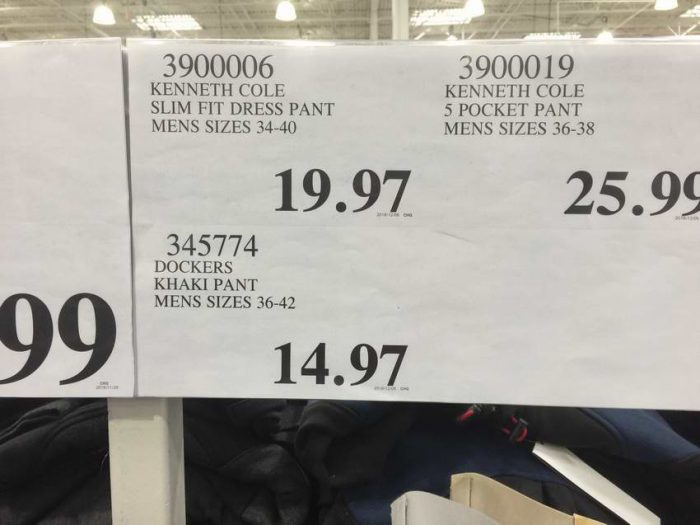 3900006
KENNETH COLE
SLIM FIT DRESS PANT
MENS SIZES 34-40
19.97
3900019
KENNETH COLE
5 POCKET PANT
MENS SIZES 36-38
25.99
345774
DOCKERS
KHAKI PANT
MENS SIZES 36-42
14.97
99